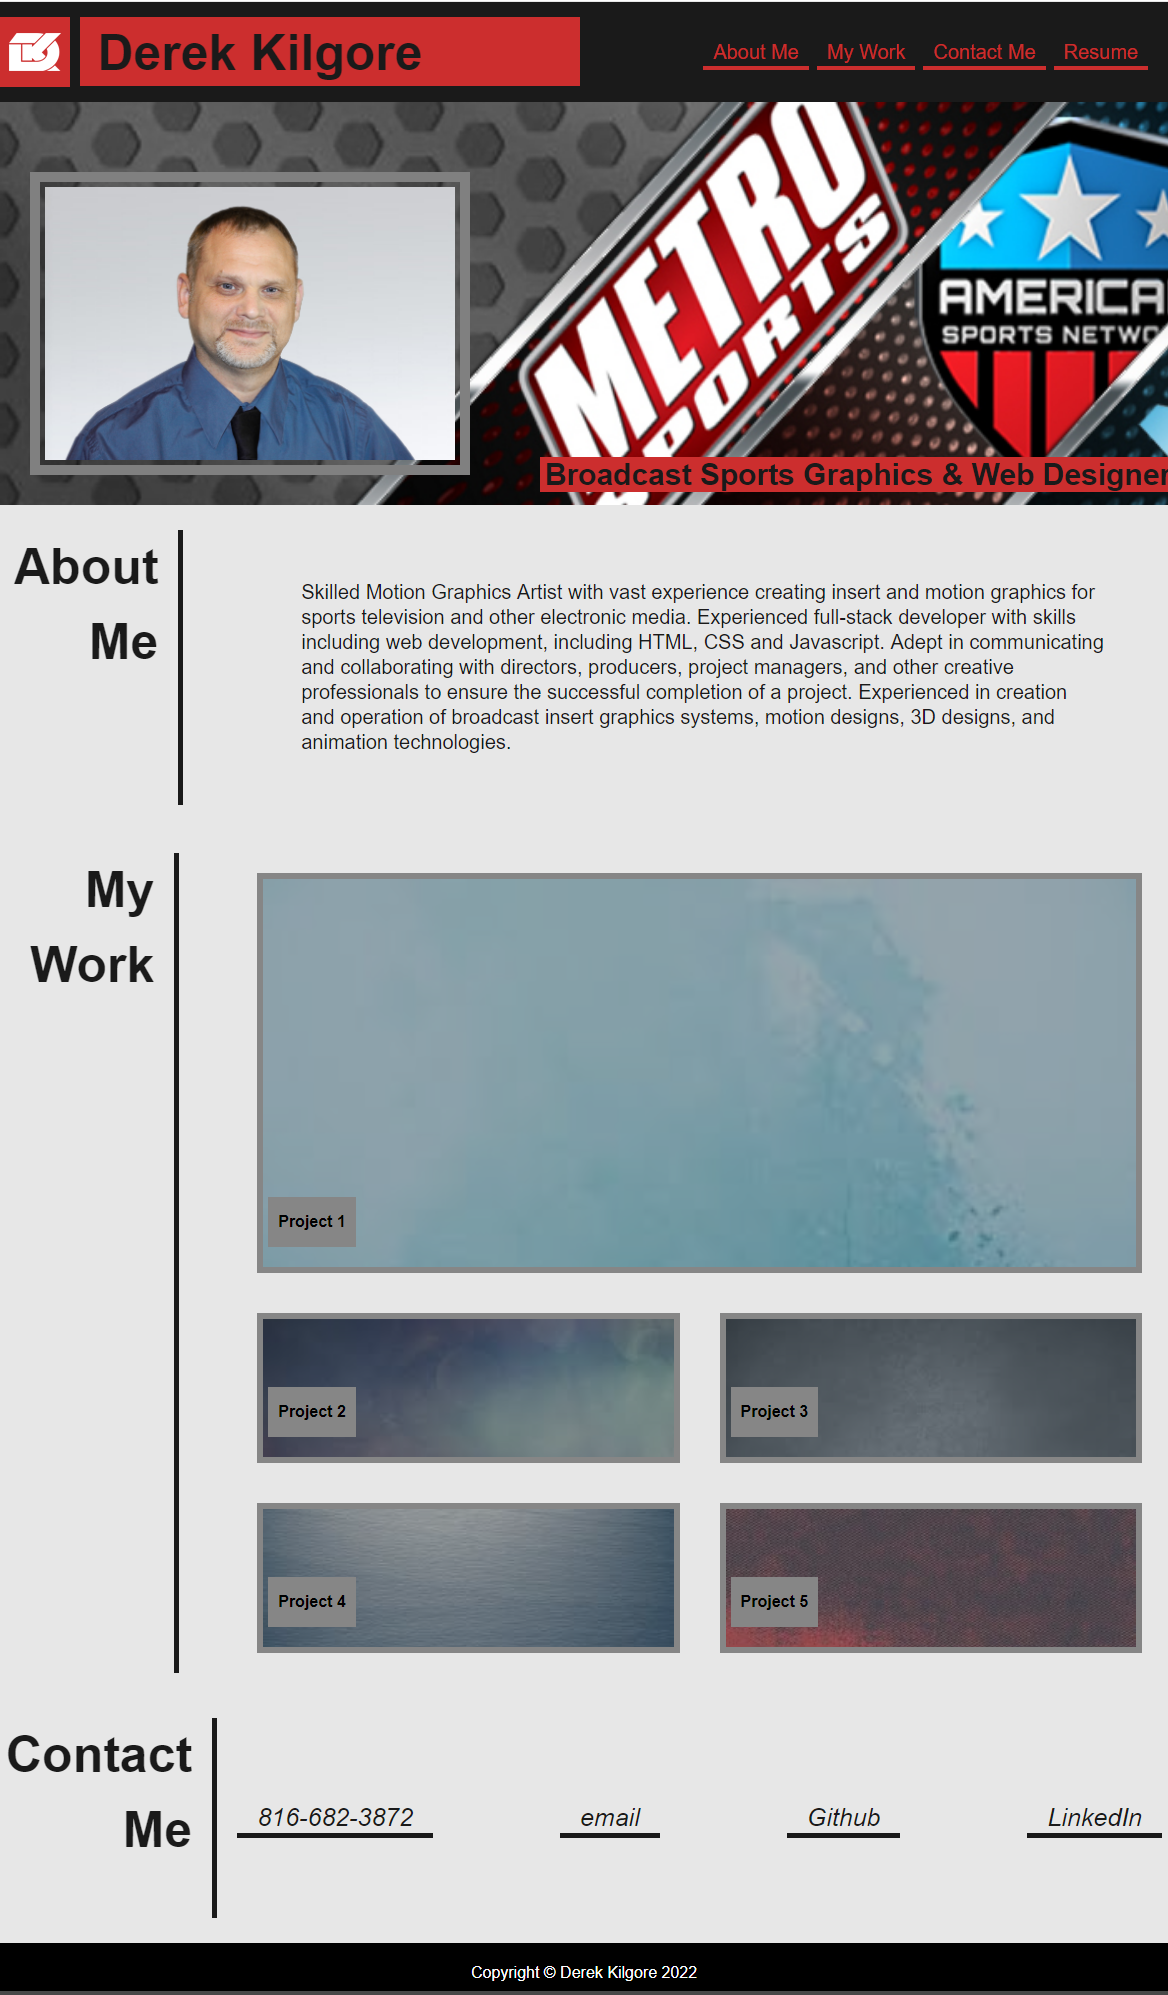 Derek Kilgore
About Me
My Work
Contact Me
Resume
METRO
SPORTS
AMERICA
SPORTS NETWO
Broadcast Sports Graphics & Web Designer
About
Me
Skilled Motion Graphics Artist with vast experience creating insert and motion graphics for
sports television and other electronic media. Experienced full-stack developer with skills
including web development, including HTML, CSS and Javascript. Adept in communicating
and collaborating with directors, producers, project managers, and other creative
professionals to ensure the successful completion of a project. Experienced in creation
and operation of broadcast insert graphics systems, motion designs, 3D designs, and
animation technologies.
My
Work
Project 1
Project 2
Project 3
Project 4
Project 5
Contact
Me
816-682-3872
email
Github
LinkedIn
Copyright © Derek Kilgore 2022